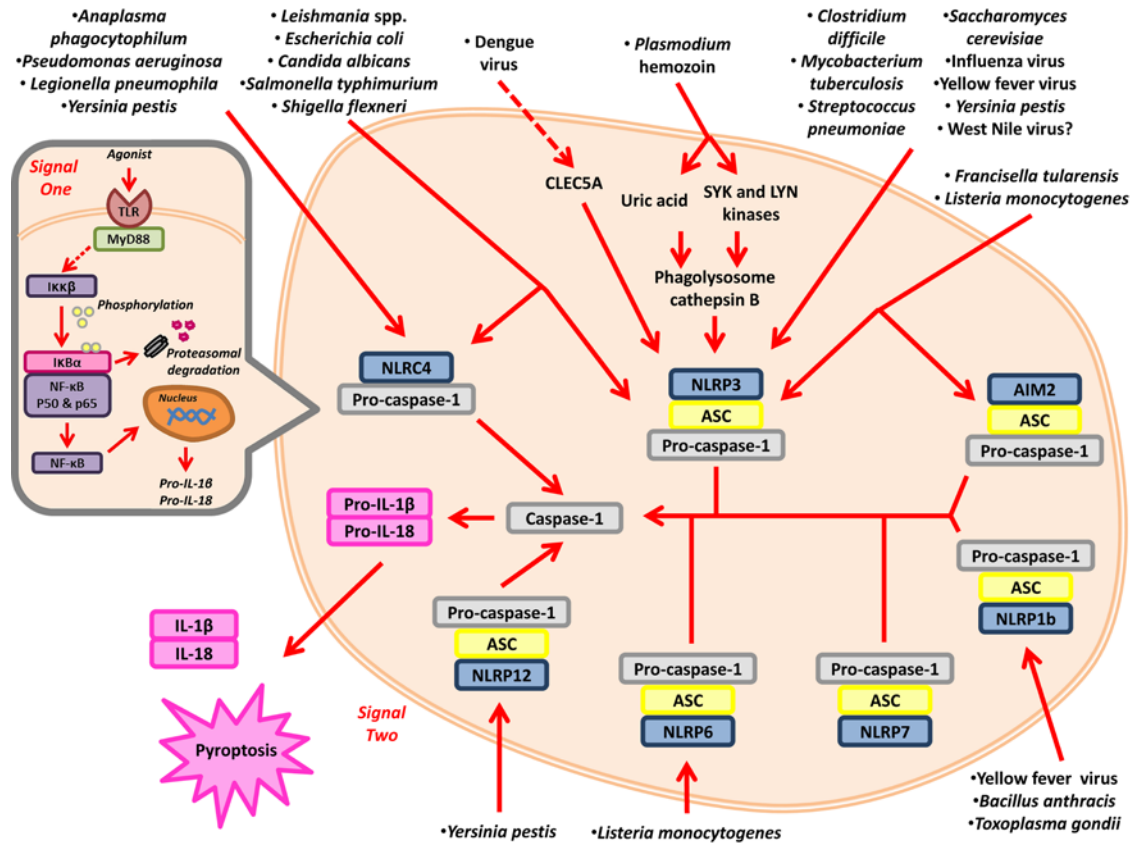 •Anaplasma
phagocytophilum
•Pseudomonas aeruginosa
• Legionella pneumophila
•Yersinia pestis
• Leishmania spp.
• Escherichia coli
• Candida albicans
•Salmonella typhimurium
• Shigella flexneri
• Dengue
virus
• Plasmodium
hemozoin
• Clostridium
difficile
• Mycobacterium
tuberculosis
• Streptococcus
pneumoniae
•Saccharomyces
cerevisiae
•Influenza virus
•Yellow fever virus
• Yersinia pestis
• West Nile virus?
• Francisella tularensis
• Listeria monocytogenes
Signal
One
Agonist
TLR
MyD88
Iκκβ
Phosphorylation
IκBα
Proteasomal
degradation
NF-κB
P50 & p65
Nucleus
NF-κB
Pro-IL-1β
Pro-IL-18
CLEC5A
Uric acid
SYK and LYN
kinases
Phagolysosome
cathepsin B
NLRC4
Pro-caspase-1
NLRP3
ASC
Pro-caspase-1
AIM2
ASC
Pro-caspase-1
Pro-IL-1β
Pro-IL-18
Caspase-1
Pro-caspase-1
ASC
NLRP1b
IL-1β
IL-18
Pro-caspase-1
ASC
NLRP12
Pro-caspase-1
ASC
NLRP6
Pro-caspase-1
ASC
NLRP7
Signal
Two
Pyroptosis
•Yersinia pestis
•Listeria monocytogenes
•Yellow fever virus
•Bacillus anthracis
•Toxoplasma gondii